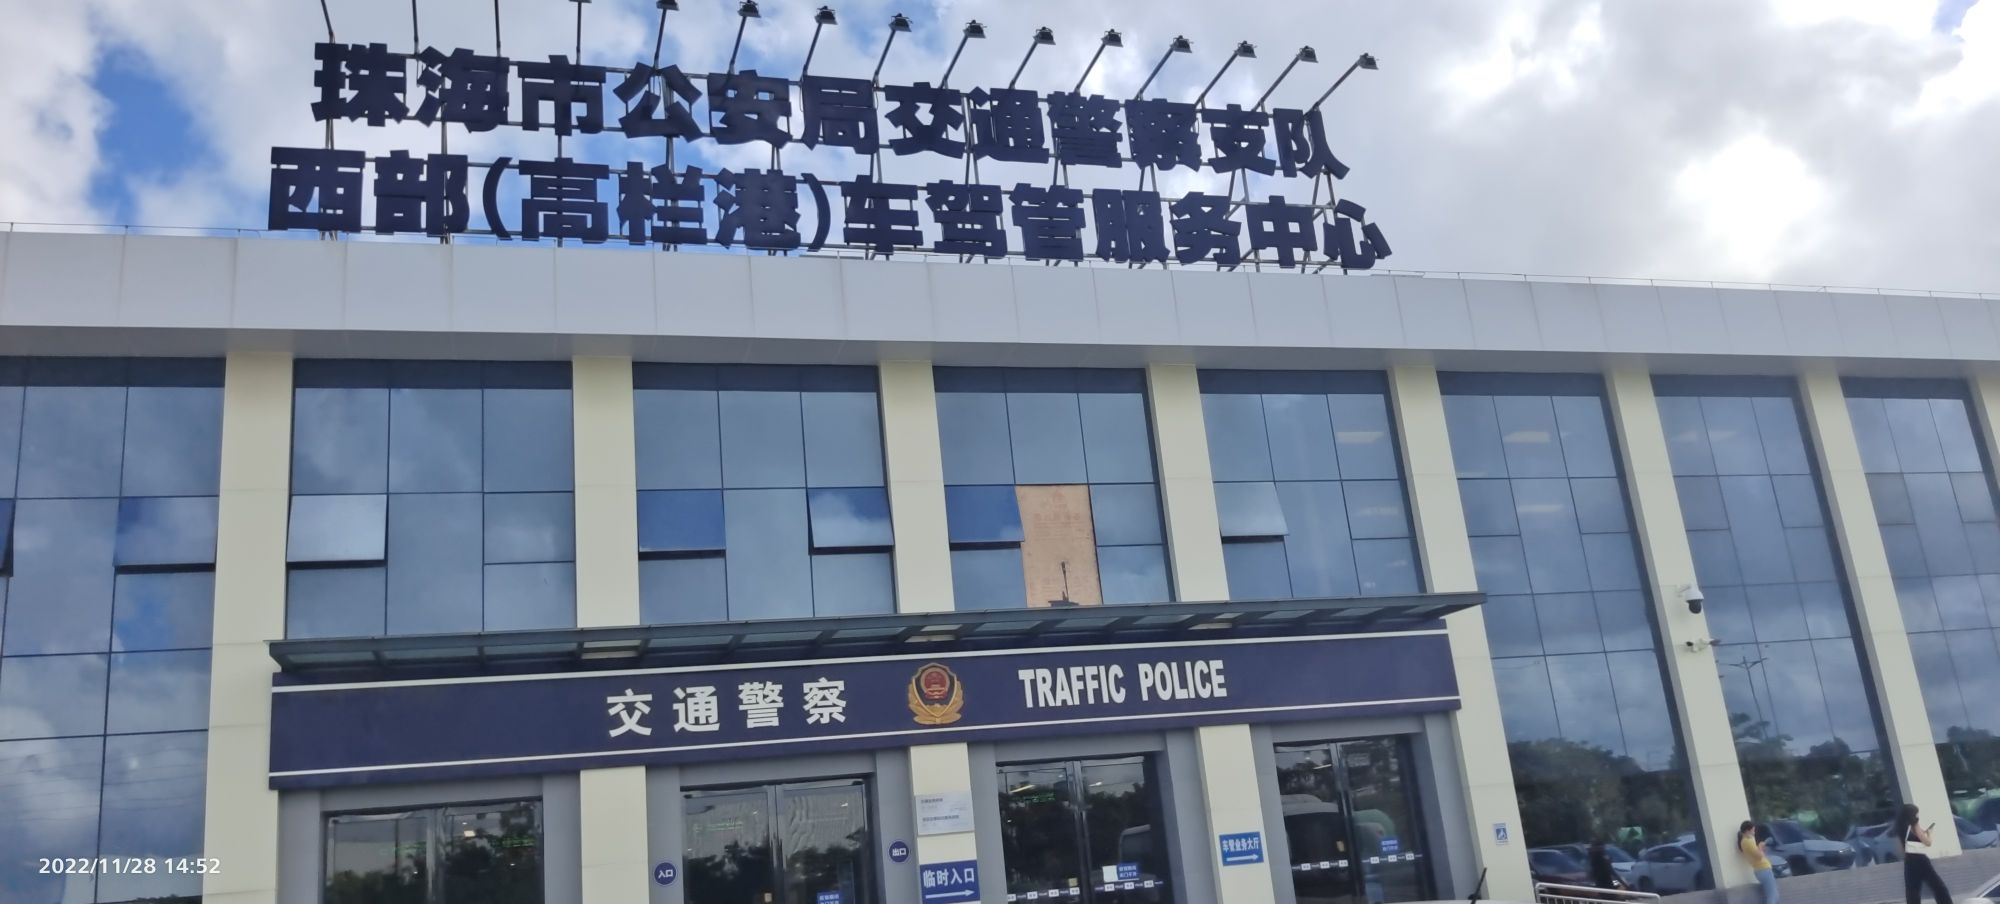 珠海市公安局交通警察支队
西部(高栏港)车驾管服务中心
交通警察 TRAFFIC POLICE
入口
出口
临时入口
车管业务大厅
2022/11/28 14:52